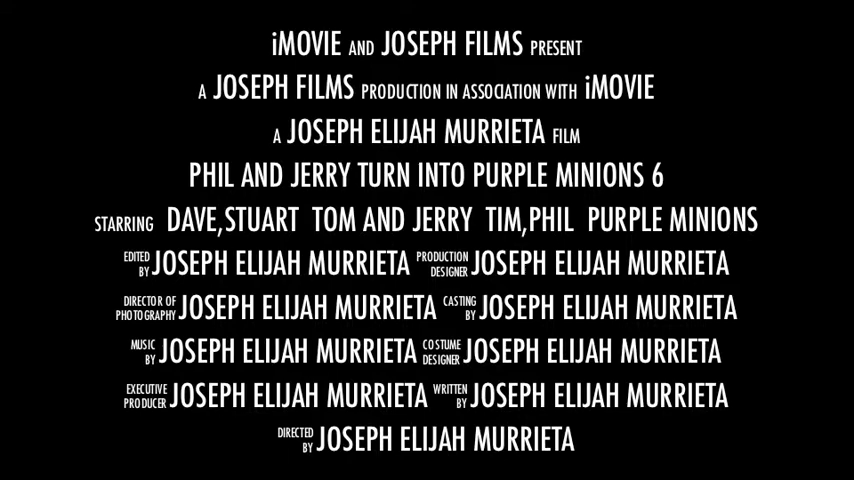 iMOVIE AND JOSEPH FILMS PRESENT
A JOSEPH FILMS PRODUCTION IN ASSOCIATION WITH iMOVIE
A JOSEPH ELIJAH MURRIETA FILM
PHIL AND JERRY TURN INTO PURPLE MINIONS 6
STARRING DAVE,STUART TOM AND JERRY TIM,PHIL PURPLE MINIONS
EDITED BY JOSEPH ELIJAH MURRIETA PRODUCTION DESIGNER JOSEPH ELIJAH MURRIETA
DIRECTOR OF PHOTOGRAPHY JOSEPH ELIJAH MURRIETA CASTING BY JOSEPH ELIJAH MURRIETA
MUSIC BY JOSEPH ELIJAH MURRIETA COSTUME DESIGNER JOSEPH ELIJAH MURRIETA
EXECUTIVE PRODUCER JOSEPH ELIJAH MURRIETA WRITTEN BY JOSEPH ELIJAH MURRIETA
DIRECTED BY JOSEPH ELIJAH MURRIETA